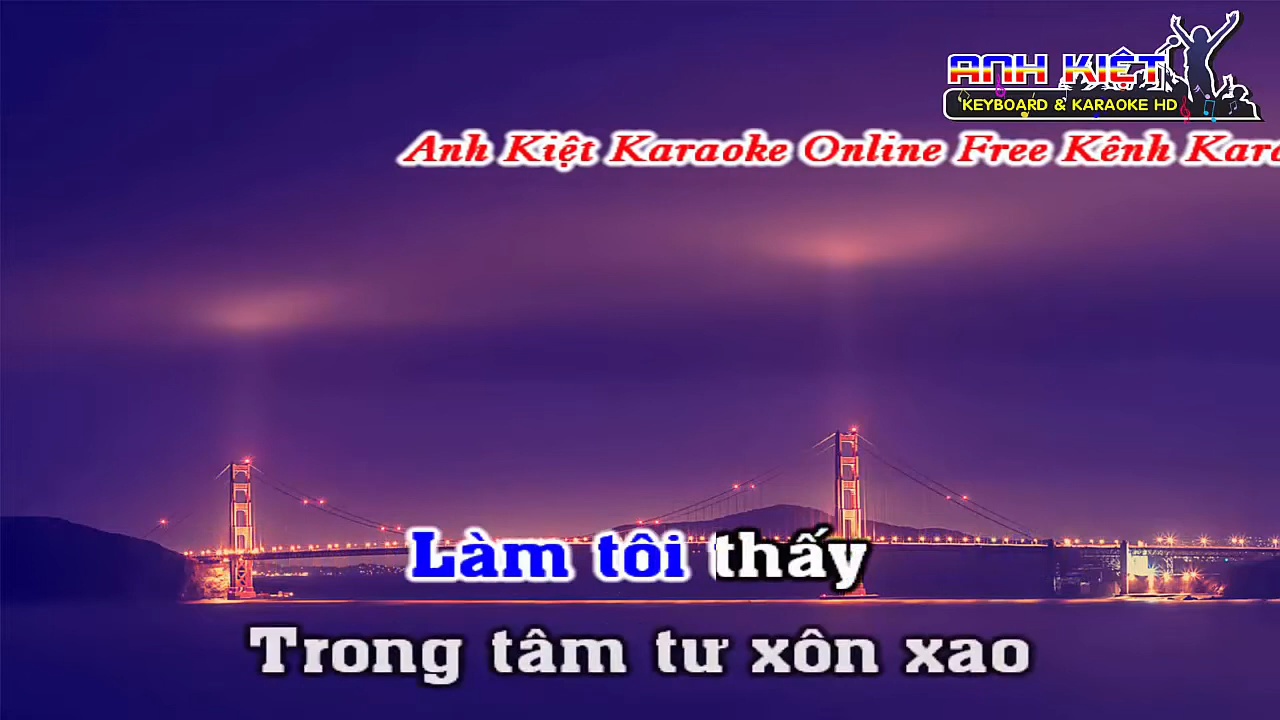 ANH KIỆT
KEYBOARD & KARAOKE HD
Anh Kiệt Karaoke Online Free Kênh
Làm tôi thấy
Trong tâm tư xôn xao